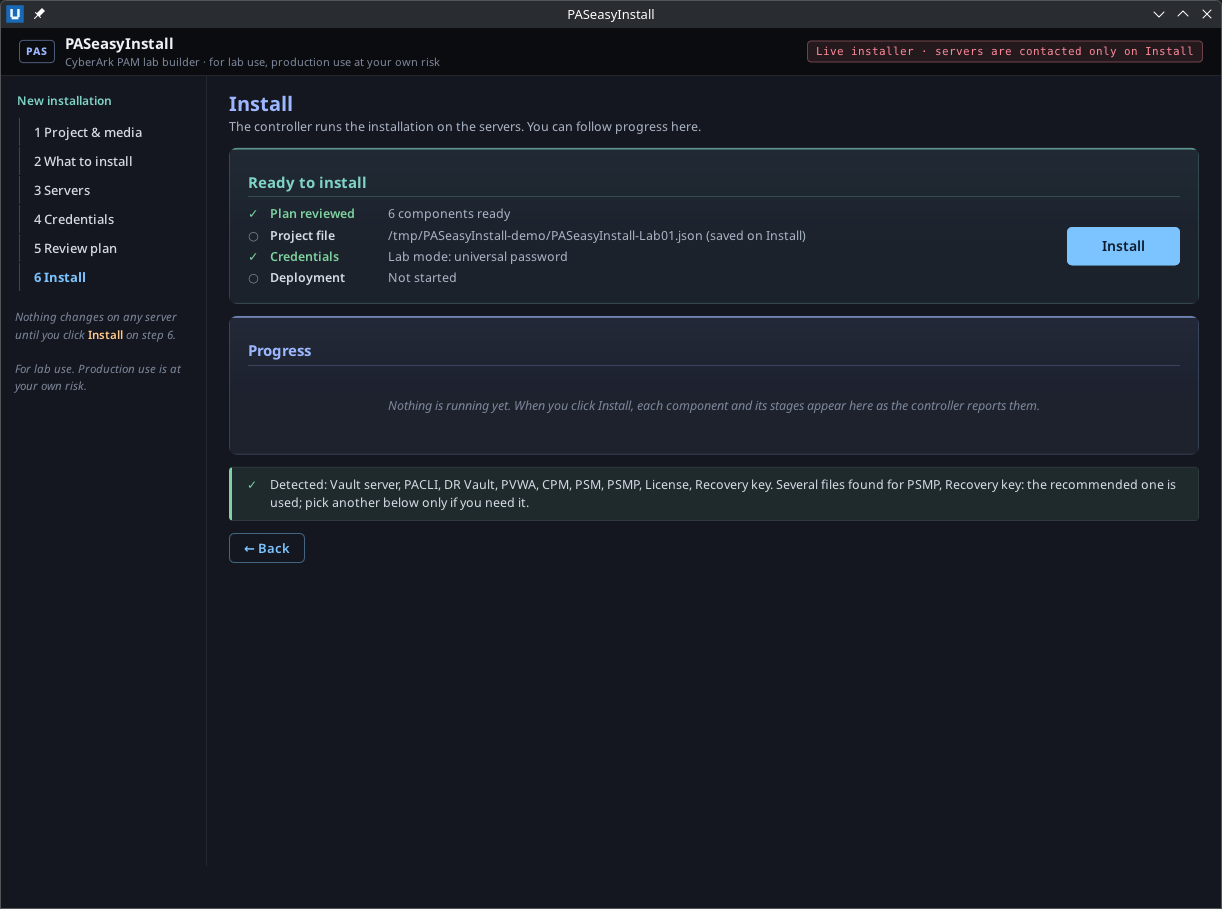 PASeasyInstall
PAS
PASeasyInstall
CyberArk PAM lab builder · for lab use, production use at your own risk
Live installer · servers are contacted only on Install
New installation
1 Project & media
2 What to install
3 Servers
4 Credentials
5 Review plan
6 Install
Nothing changes on any server
until you click Install on step 6.
For lab use. Production use is at
your own risk.
Install
The controller runs the installation on the servers. You can follow progress here.
Ready to install
✓ Plan reviewed 6 components ready
○ Project file /tmp/PASeasyInstall-demo/PASeasyInstall-Lab01.json (saved on Install)
✓ Credentials Lab mode: universal password
○ Deployment Not started
Install
Progress
Nothing is running yet. When you click Install, each component and its stages appear here as the controller reports them.
✓ Detected: Vault server, PACLI, DR Vault, PVWA, CPM, PSM, PSMP, License, Recovery key. Several files found for PSMP, Recovery key: the recommended one is
used; pick another below only if you need it.
← Back